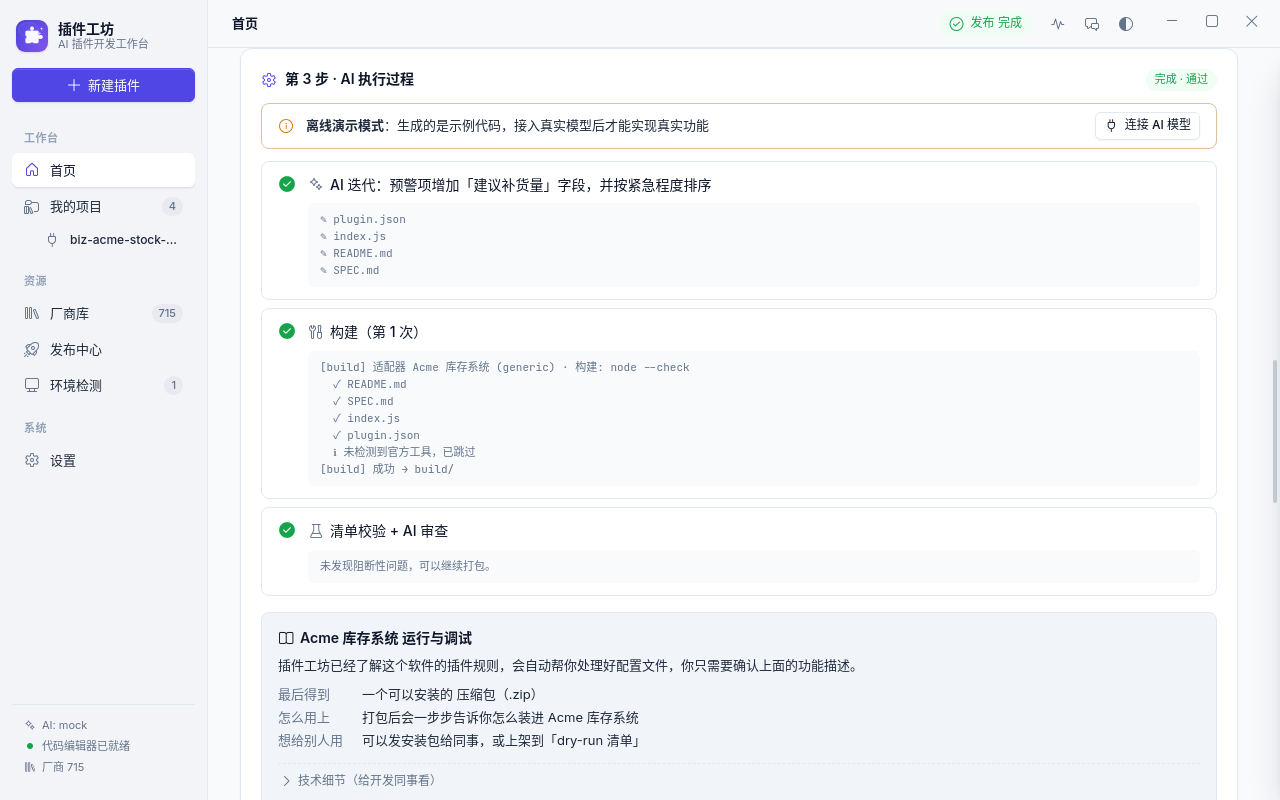 插件工坊
AI 插件开发工作台
新建插件
工作台
首页
我的项目 4
biz-acme-stock-...
资源
厂商库 715
发布中心
环境检测 1
系统
设置
AI: mock
代码编辑器已就绪
厂商 715
首页
发布 完成
第 3 步 · AI 执行过程
完成 · 通过
离线演示模式：生成的是示例代码，接入真实模型后才能实现真实功能
连接 AI 模型
AI 迭代：预警项增加「建议补货量」字段，并按紧急程度排序
✎ plugin.json
✎ index.js
✎ README.md
✎ SPEC.md
构建（第 1 次）
[build] 适配器 Acme 库存系统 (generic) · 构建: node --check
✓ README.md
✓ SPEC.md
✓ index.js
✓ plugin.json
ℹ 未检测到官方工具，已跳过
[build] 成功 → build/
清单校验 + AI 审查
未发现阻断性问题，可以继续打包。
Acme 库存系统 运行与调试
插件工坊已经了解这个软件的插件规则，会自动帮你处理好配置文件，你只需要确认上面的功能描述。
最后得到 一个可以安装的 压缩包（.zip）
怎么用上 打包后会一步步告诉你怎么装进 Acme 库存系统
想给别人用 可以发安装包给同事，或上架到「dry-run 清单」
技术细节（给开发同事看）